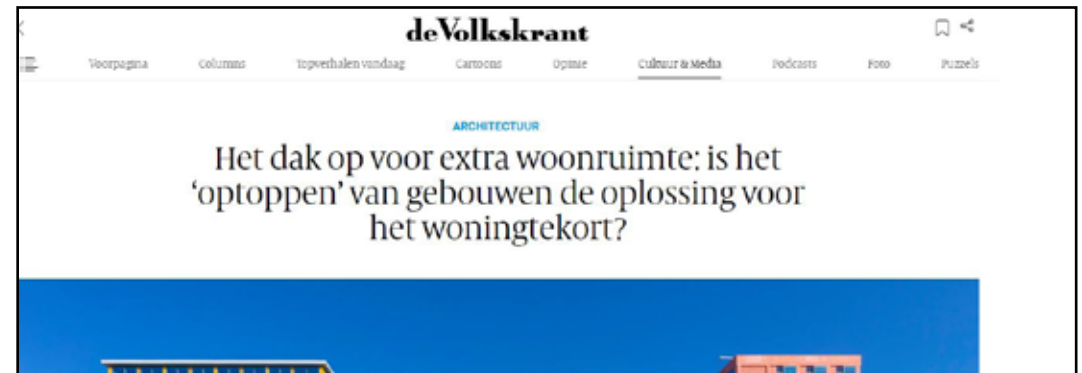 deVolkskrant
Voorpagina Columns Topverhalen vandaag Cartoons Opinie Cultuur & Media Podcasts Foto Puzzels
ARCHITECTUUR
Het dak op voor extra woonruimte: is het
‘optoppen’ van gebouwen de oplossing voor
het woningtekort?